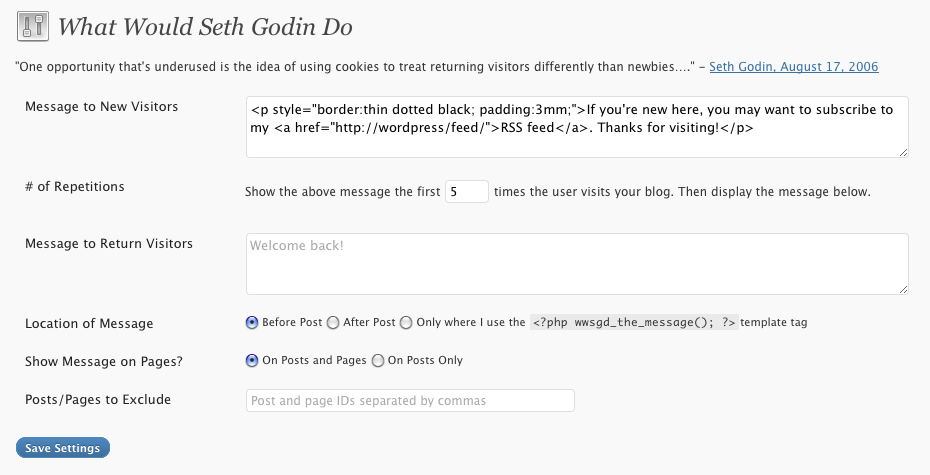 What Would Seth Godin Do
"One opportunity that's underused is the idea of using cookies to treat returning visitors differently than newbies...." – Seth Godin, August 17, 2006
Message to New Visitors
<p style="border:thin dotted black; padding:3mm;">If you're new here, you may want to subscribe to
my <a href="http://wordpress/feed/">RSS feed</a>. Thanks for visiting!</p>
# of Repetitions
Show the above message the first 5 times the user visits your blog. Then display the message below.
Message to Return Visitors
Welcome back!
Location of Message
Before Post After Post Only where I use the <?php wwsgd_the_message(); ?> template tag
Show Message on Pages?
On Posts and Pages On Posts Only
Posts/Pages to Exclude
Post and page IDs separated by commas
Save Settings